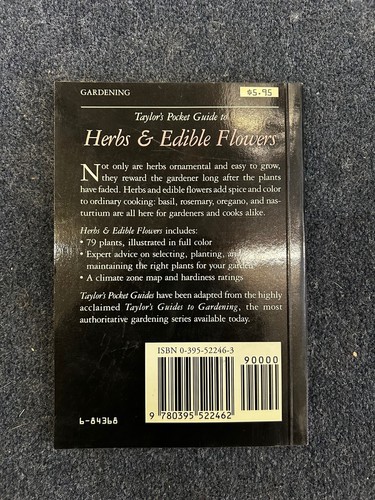 GARDENING
$5.95
Taylor's Pocket Guide to
Herbs & Edible Flowers
Not only are herbs ornamental and easy to grow,
they reward the gardener long after the plants
have faded. Herbs and edible flowers add spice and color
to ordinary cooking: basil, rosemary, oregano, and nas-
turtium are all here for gardeners and cooks alike.
Herbs & Edible Flowers includes:
• 79 plants, illustrated in full color
• Expert advice on selecting, planting, and
maintaining the right plants for your garden
• A climate zone map and hardiness ratings
Taylor's Pocket Guides have been adapted from the highly
acclaimed Taylor's Guides to Gardening, the most
authoritative gardening series available today.
ISBN 0-395-52246-3
90000
9 780395 522462
6-84368